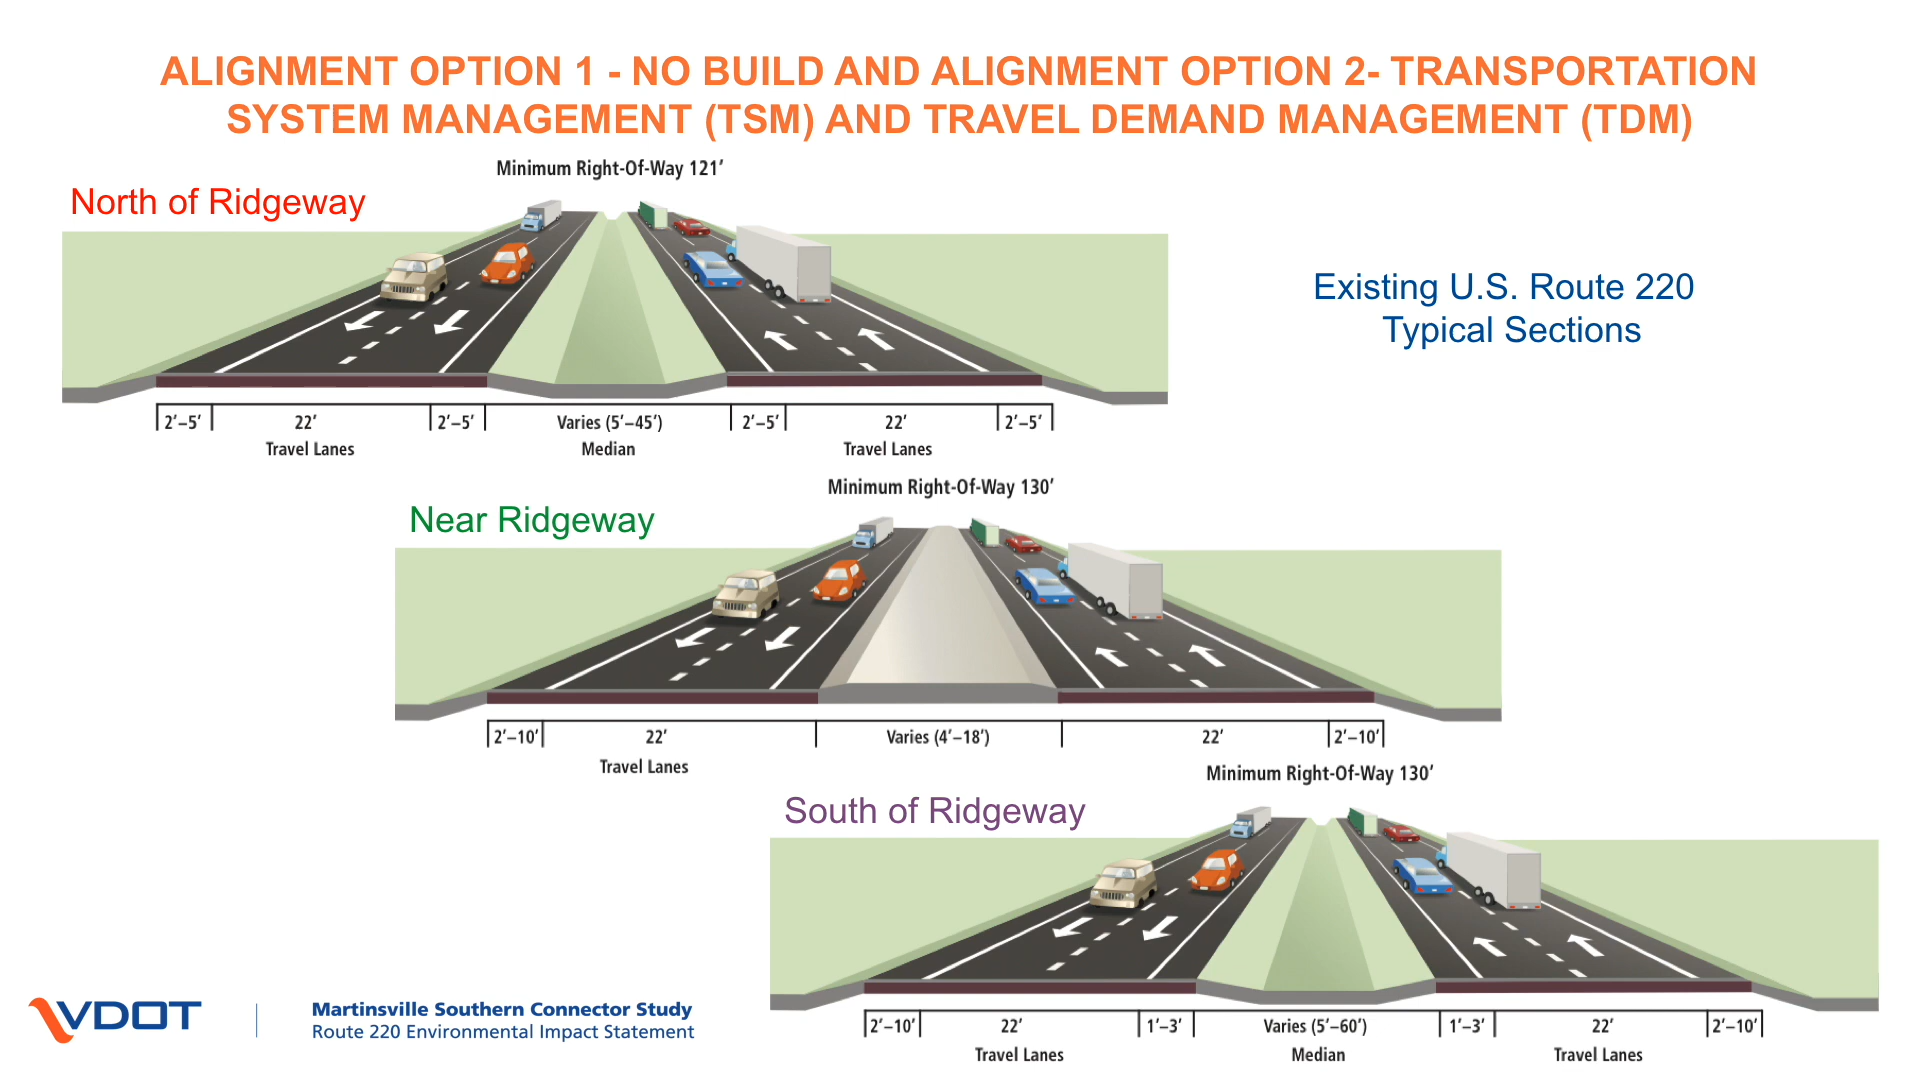 ALIGNMENT OPTION 1 - NO BUILD AND ALIGNMENT OPTION 2- TRANSPORTATION
SYSTEM MANAGEMENT (TSM) AND TRAVEL DEMAND MANAGEMENT (TDM)
Minimum Right-Of-Way 121′
North of Ridgeway
Existing U.S. Route 220
Typical Sections
2′–5′ 22′ 2′–5′ Varies (5′–45′) 2′–5′ 22′ 2′–5′
Travel Lanes Median Travel Lanes
Minimum Right-Of-Way 130′
Near Ridgeway
2′–10′ 22′ Varies (4′–18′) 22′ 2′–10′
Travel Lanes
Minimum Right-Of-Way 130′
South of Ridgeway
2′–10′ 22′ 1′–3′ Varies (5′–60′) 1′–3′ 22′ 2′–10′
Travel Lanes Median Travel Lanes
VDOT
Martinsville Southern Connector Study
Route 220 Environmental Impact Statement